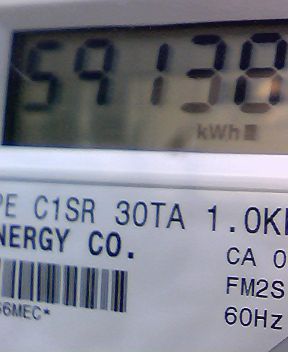 59138
kWh
PE C1SR 30TA 1.0K
NERGY CO.
CA 0
FM2S
60Hz
6MEC*